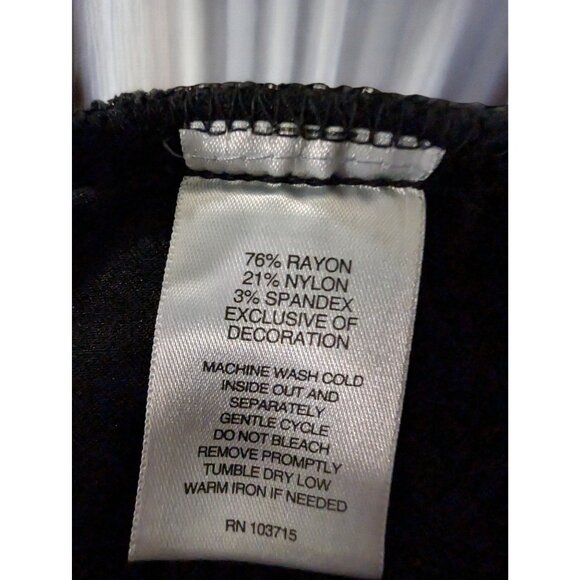 76% RAYON
21% NYLON
3% SPANDEX
EXCLUSIVE OF
DECORATION
MACHINE WASH COLD
INSIDE OUT AND
SEPARATELY
GENTLE CYCLE
DO NOT BLEACH
REMOVE PROMPTLY
TUMBLE DRY LOW
WARM IRON IF NEEDED
RN 103715